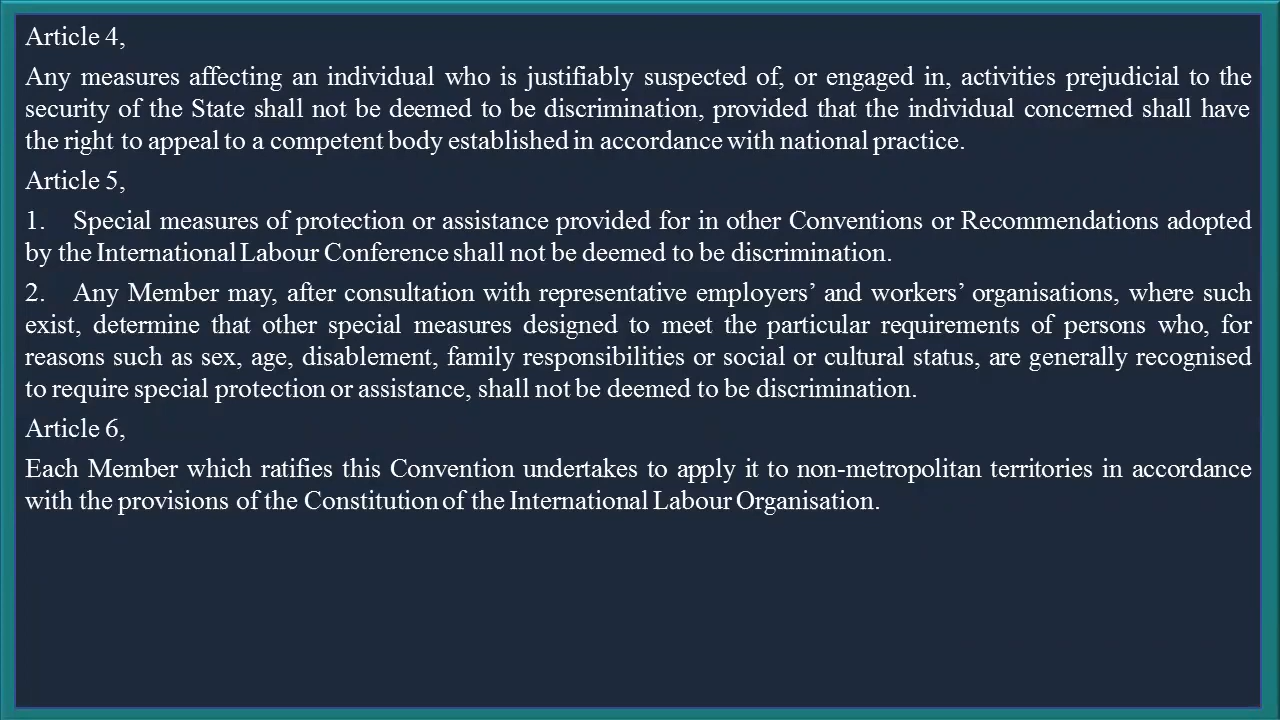 Article 4,
Any measures affecting an individual who is justifiably suspected of, or engaged in, activities prejudicial to the
security of the State shall not be deemed to be discrimination, provided that the individual concerned shall have
the right to appeal to a competent body established in accordance with national practice.
Article 5,
1. Special measures of protection or assistance provided for in other Conventions or Recommendations adopted
by the International Labour Conference shall not be deemed to be discrimination.
2. Any Member may, after consultation with representative employers’ and workers’ organisations, where such
exist, determine that other special measures designed to meet the particular requirements of persons who, for
reasons such as sex, age, disablement, family responsibilities or social or cultural status, are generally recognised
to require special protection or assistance, shall not be deemed to be discrimination.
Article 6,
Each Member which ratifies this Convention undertakes to apply it to non-metropolitan territories in accordance
with the provisions of the Constitution of the International Labour Organisation.